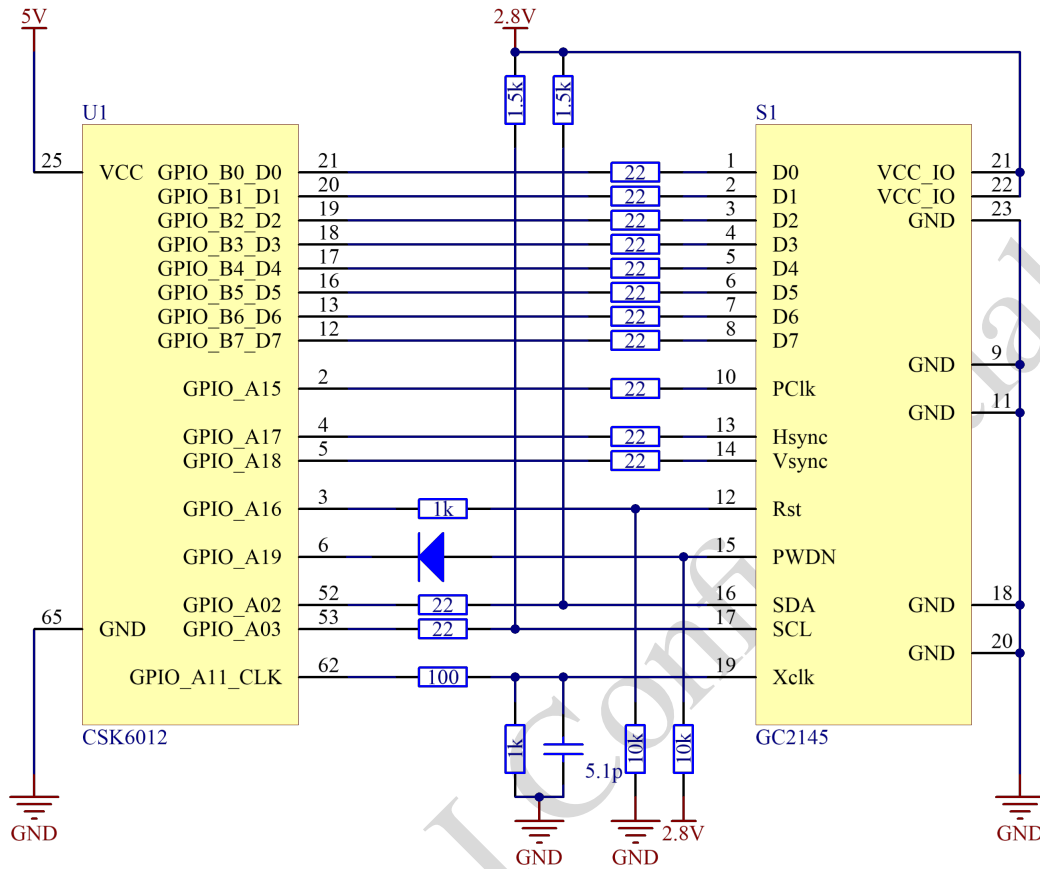 5V
2.8V
1.5k
1.5k
U1
S1
25
VCC
GPIO_B0_D0
21
22
1
D0
VCC_IO
21
GPIO_B1_D1
20
22
2
D1
VCC_IO
22
GPIO_B2_D2
19
22
3
D2
GND
23
GPIO_B3_D3
18
22
4
D3
GPIO_B4_D4
17
22
5
D4
GPIO_B5_D5
16
22
6
D5
GPIO_B6_D6
13
22
7
D6
GPIO_B7_D7
12
22
8
D7
GND
9
GPIO_A15
2
22
10
PClk
GND
11
GPIO_A17
4
22
13
Hsync
GPIO_A18
5
22
14
Vsync
GPIO_A16
3
1k
12
Rst
GPIO_A19
6
15
PWDN
GPIO_A02
52
22
16
SDA
GND
18
65
GND
GPIO_A03
53
22
17
SCL
GND
20
GPIO_A11_CLK
62
100
19
Xclk
CSK6012
GC2145
1k
5.1p
10k
10k
GND
GND
GND
2.8V
GND